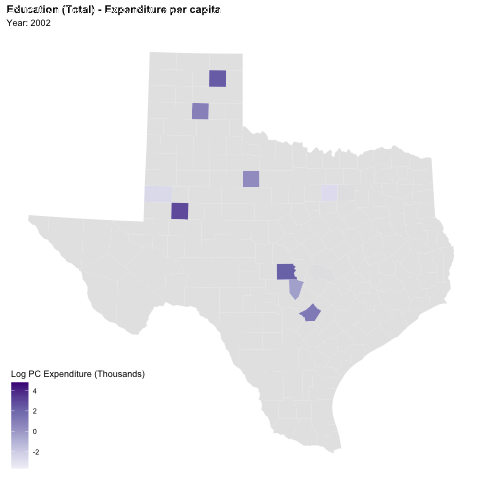 Education (Total) - Expenditure per capita
Year: 2002
Log PC Expenditure (Thousands)
4
2
0
-2